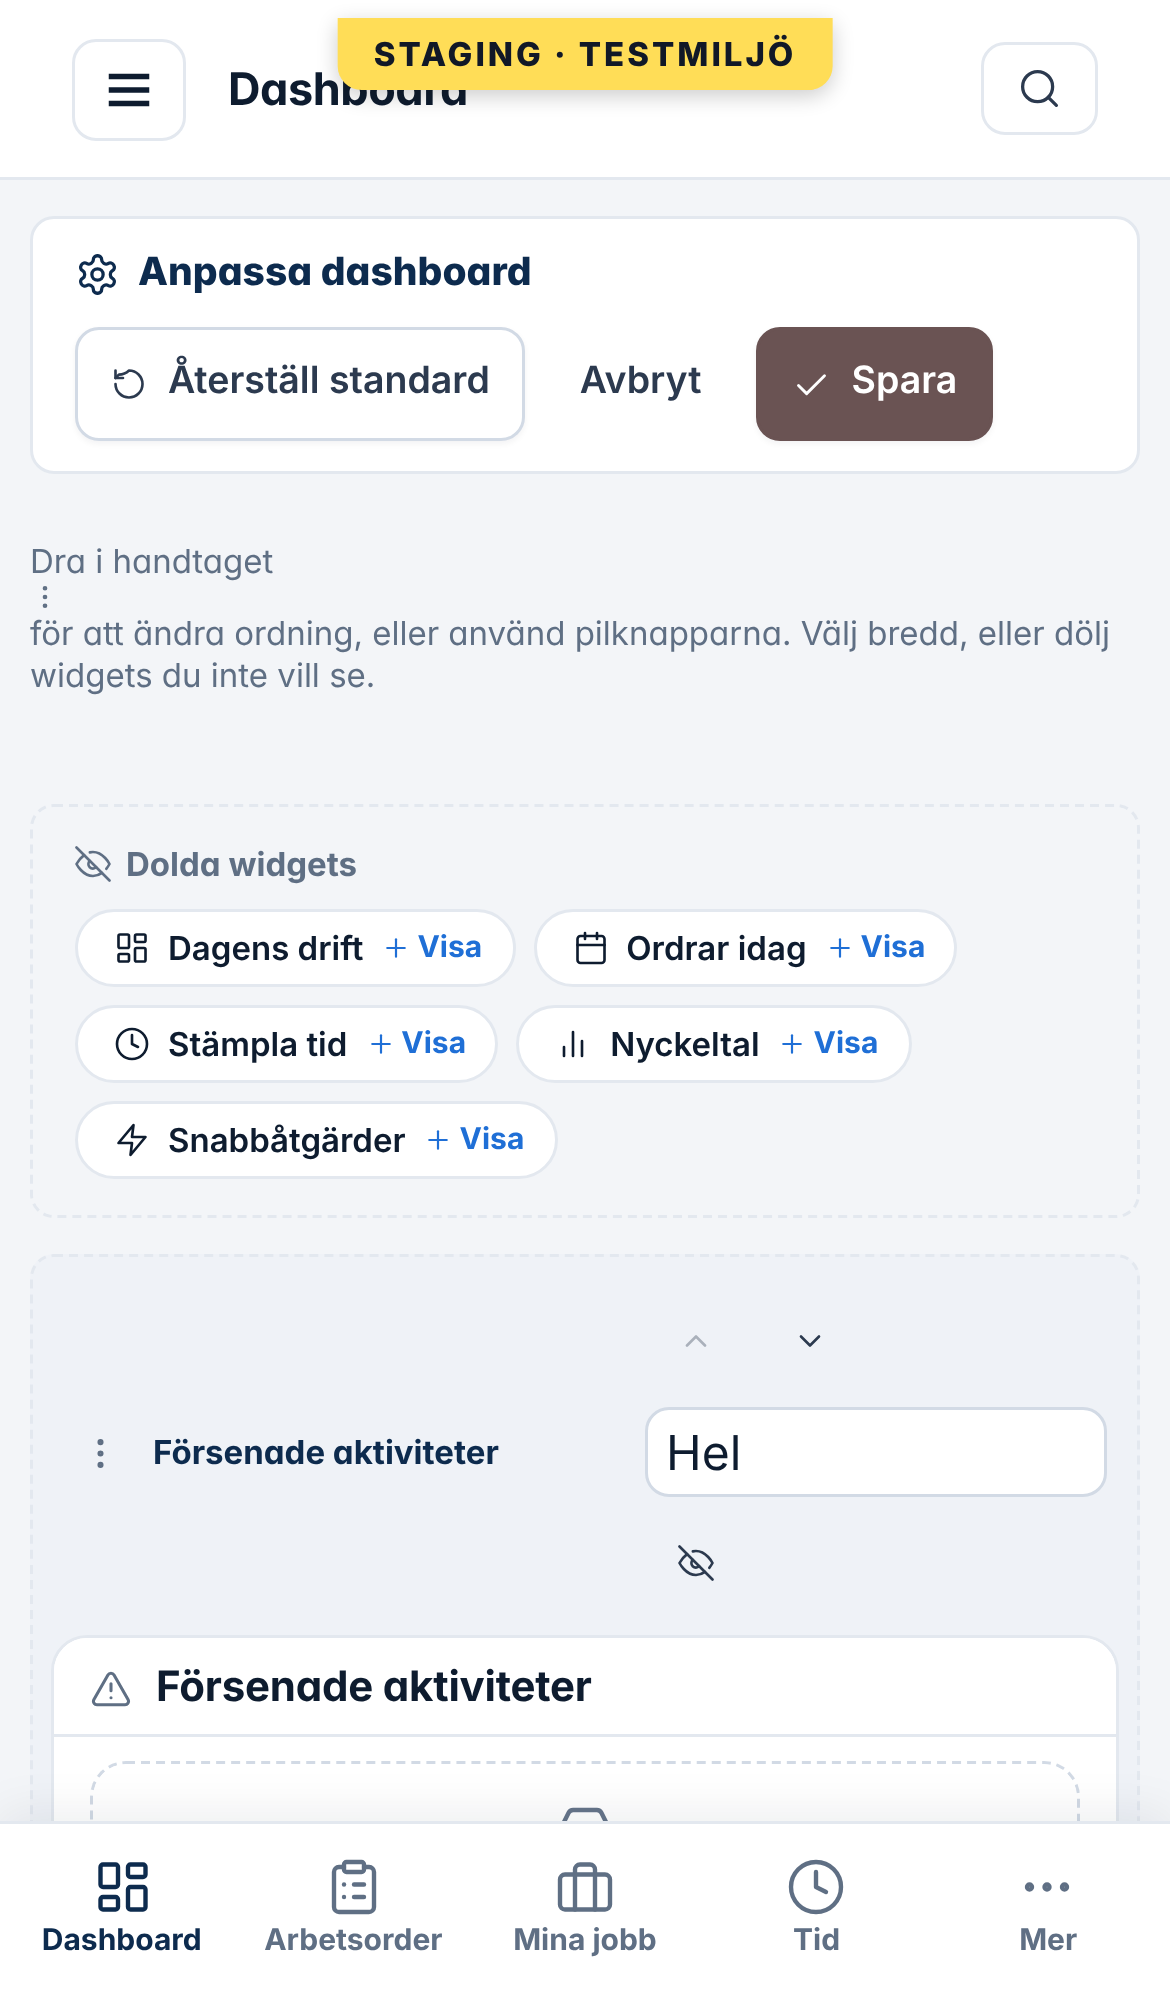 STAGING · TESTMILJÖ
Dashboard
Anpassa dashboard
Återställ standard
Avbryt
Spara
Dra i handtaget
för att ändra ordning, eller använd pilknapparna. Välj bredd, eller dölj
widgets du inte vill se.
Dolda widgets
Dagens drift + Visa
Ordrar idag + Visa
Stämpla tid + Visa
Nyckeltal + Visa
Snabbåtgärder + Visa
Försenade aktiviteter
Hel
Försenade aktiviteter
Dashboard
Arbetsorder
Mina jobb
Tid
Mer